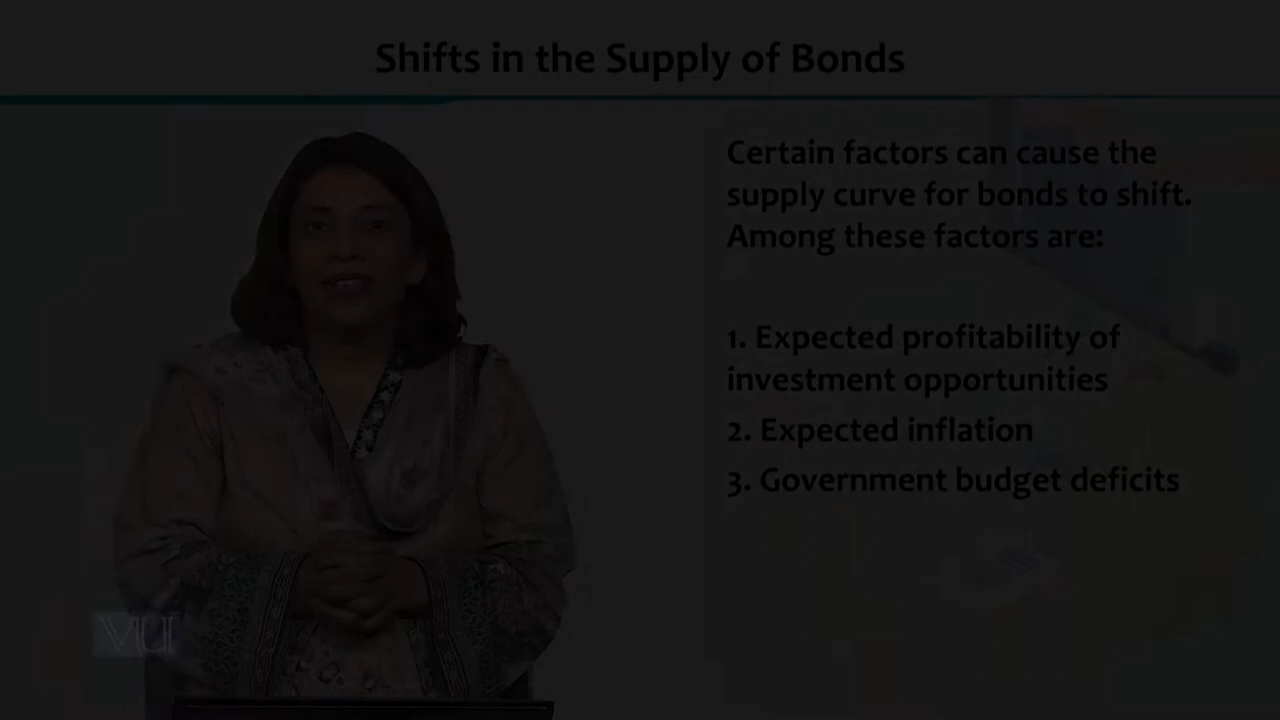 Shifts in the Supply of Bonds
Certain factors can cause the
supply curve for bonds to shift.
Among these factors are:
1. Expected profitability of
investment opportunities
2. Expected inflation
3. Government budget deficits
VU